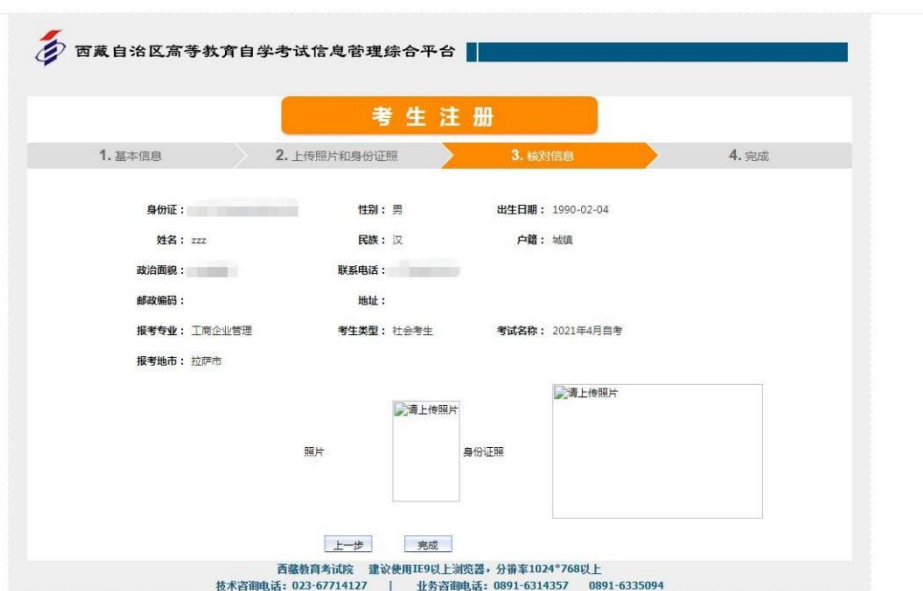 西藏自治区高等教育自学考试信息管理综合平台
考生注册
1. 基本信息 2. 上传照片和身份证照 3. 核对信息 4. 完成
身份证： 性别： 男 出生日期： 1990-02-04
姓名： zzz 民族： 汉 户籍： 城镇
政治面貌： 联系电话：
邮政编码： 地址：
报考专业： 工商企业管理 考生类型： 社会考生 考试名称： 2021年4月自考
报考地市： 拉萨市
请上传照片 请上传照片
照片 身份证照
上一步 完成
西藏教育考试院 建议使用IE9以上浏览器，分辨率1024*768以上
技术咨询电话：023-67714127 | 业务咨询电话：0891-6314357 0891-6335094